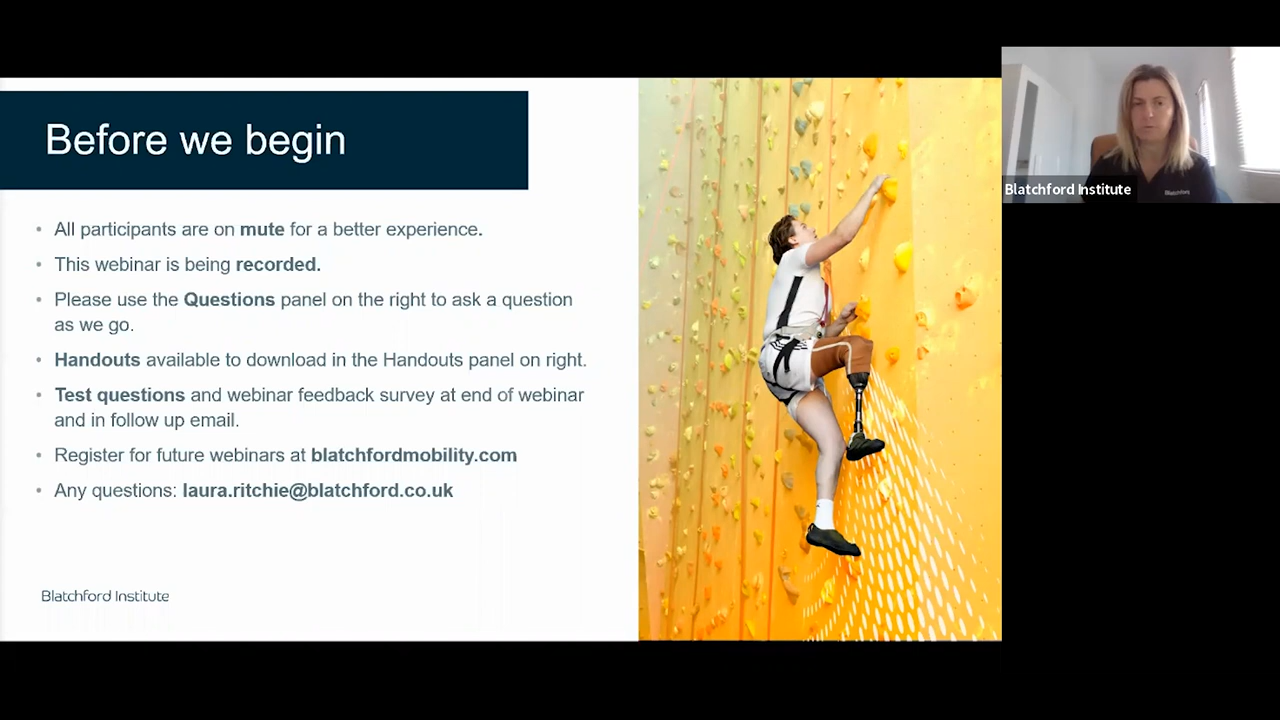 Before we begin
• All participants are on mute for a better experience.
• This webinar is being recorded.
• Please use the Questions panel on the right to ask a question
as we go.
• Handouts available to download in the Handouts panel on right.
• Test questions and webinar feedback survey at end of webinar
and in follow up email.
• Register for future webinars at blatchfordmobility.com
• Any questions: laura.ritchie@blatchford.co.uk
Blatchford Institute
Blatchford
Blatchford Institute